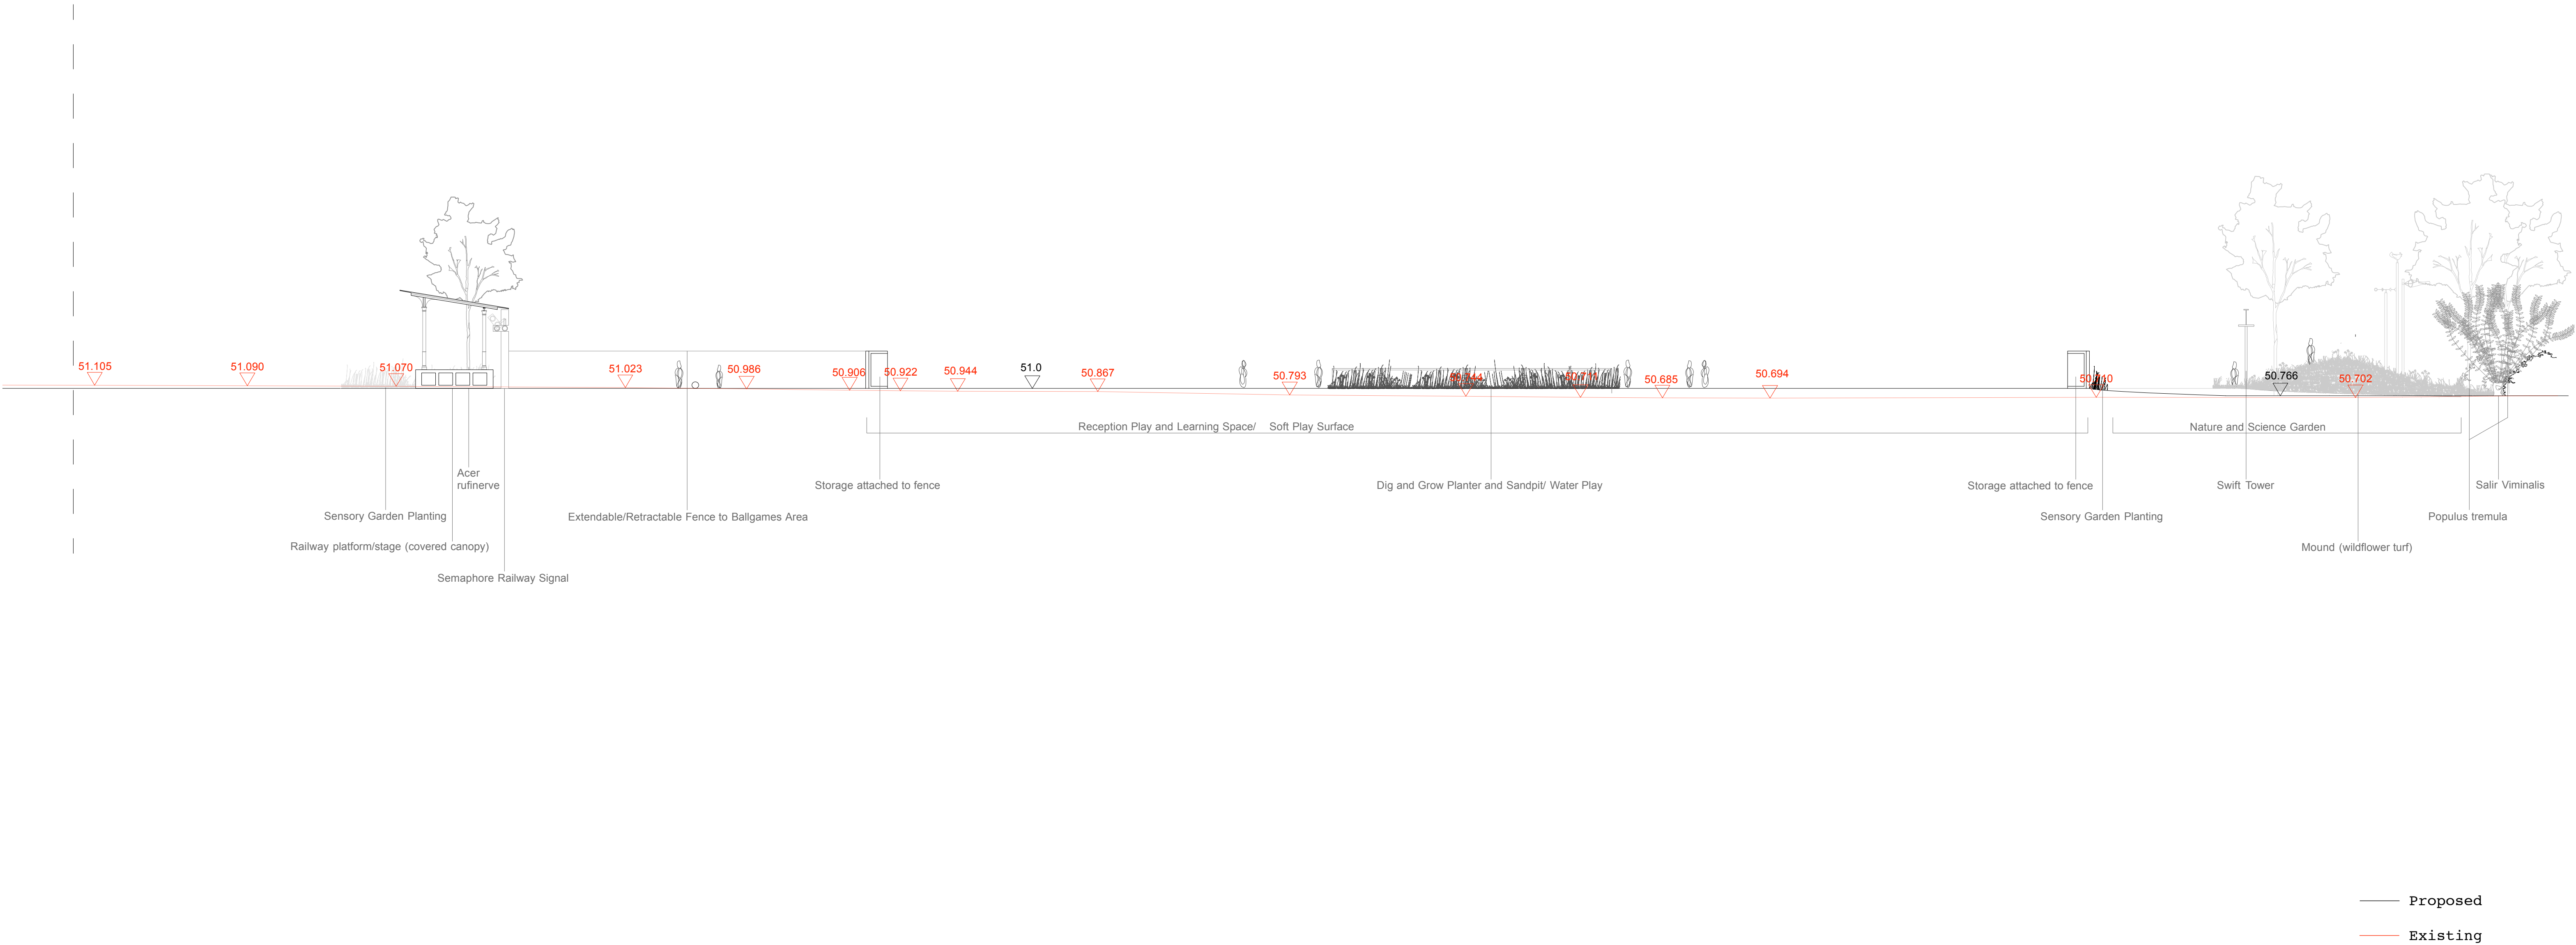 51.105
51.090
51.070
51.023
50.986
50.906
50.922
50.944
51.0
50.867
50.793
50.685
50.694
50.766
50.702
Reception Play and Learning Space/ Soft Play Surface
Nature and Science Garden
Acer
rufinerve
Storage attached to fence
Dig and Grow Planter and Sandpit/ Water Play
Storage attached to fence
Swift Tower
Salir Viminalis
Sensory Garden Planting
Extendable/Retractable Fence to Ballgames Area
Sensory Garden Planting
Populus tremula
Railway platform/stage (covered canopy)
Mound (wildflower turf)
Semaphore Railway Signal
Proposed
Existing